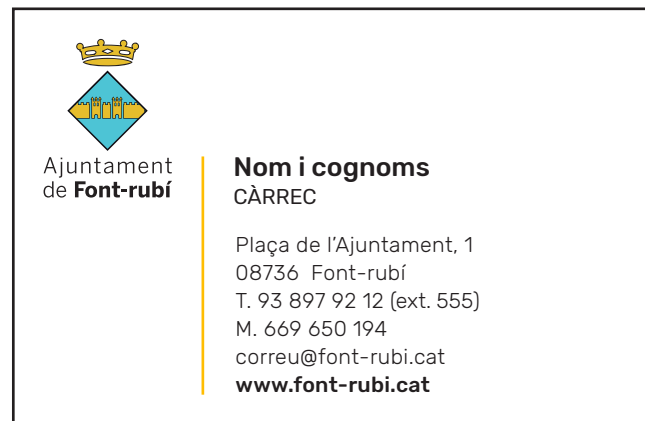 Ajuntament
de Font-rubí
Nom i cognoms
CÀRREC
Plaça de l'Ajuntament, 1
08736 Font-rubí
T. 93 897 92 12 (ext. 555)
M. 669 650 194
correu@font-rubi.cat
www.font-rubi.cat